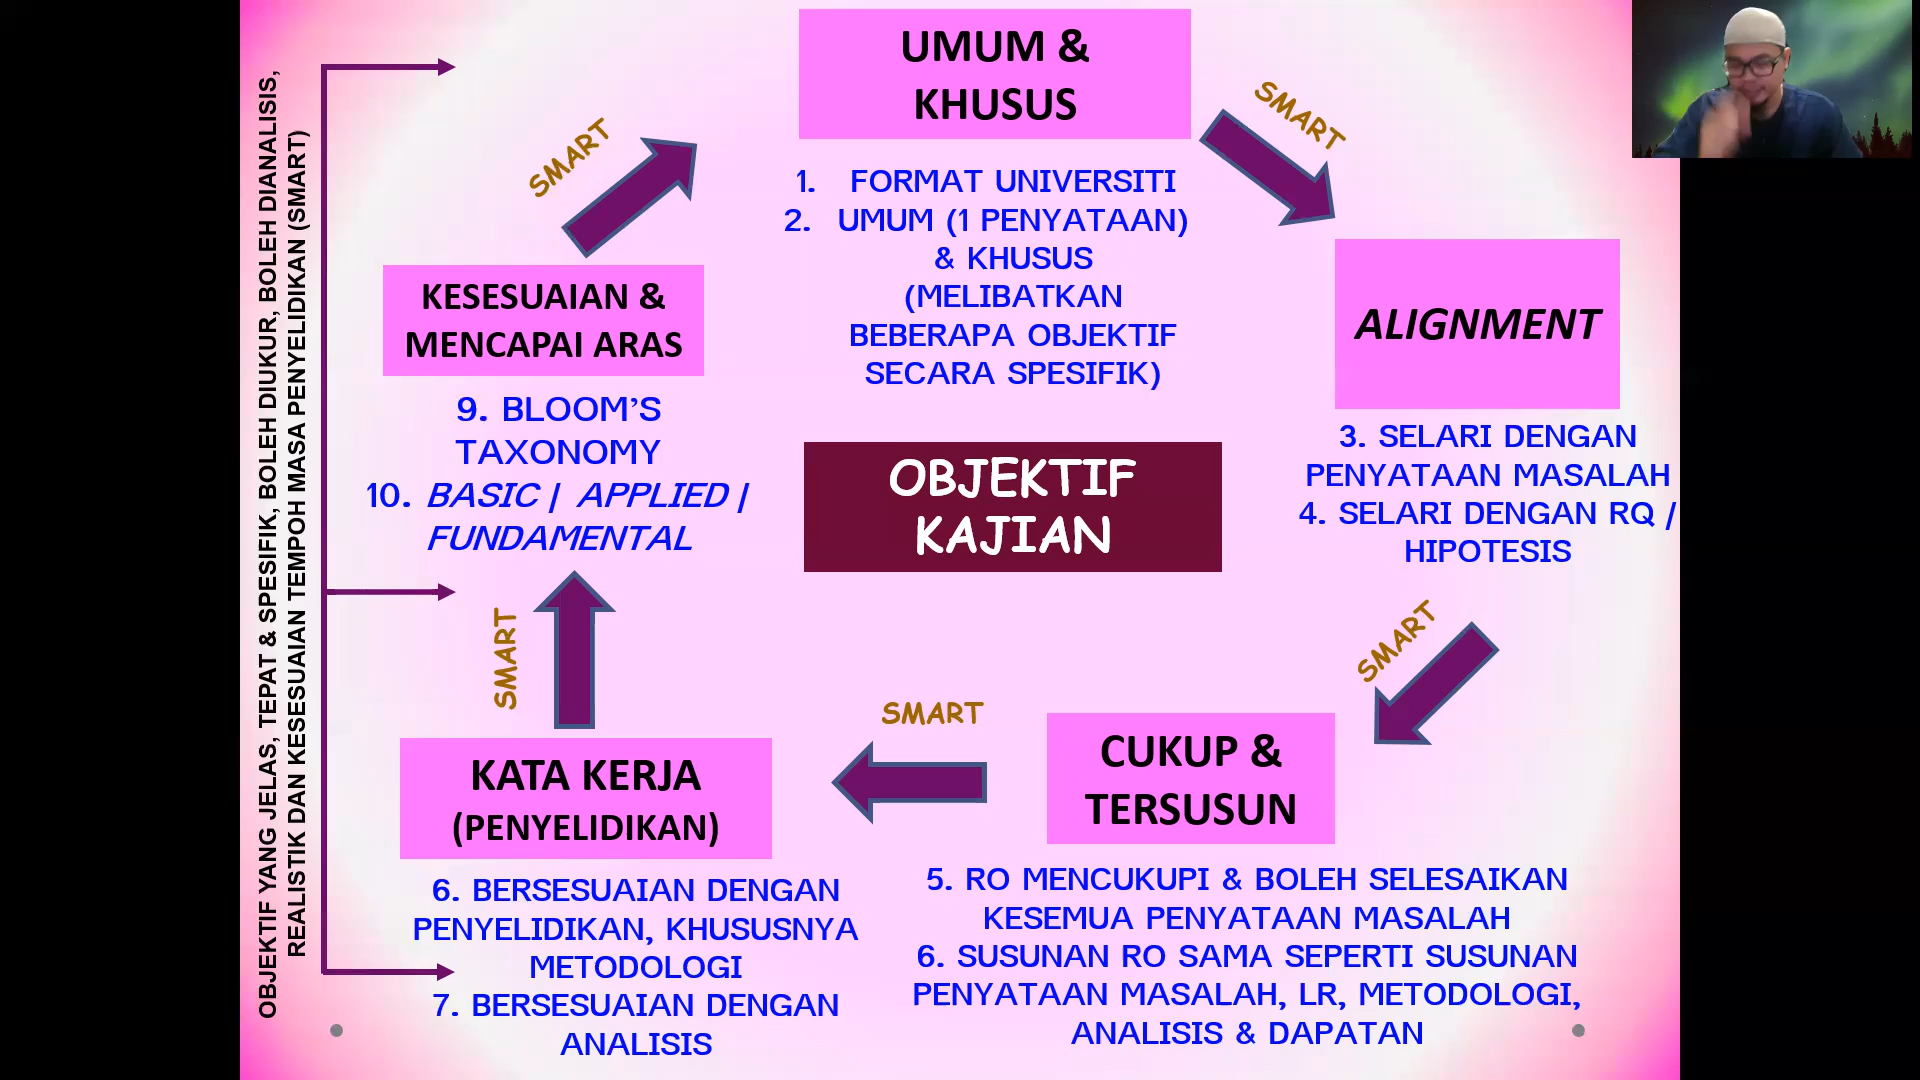 OBJEKTIF YANG JELAS, TEPAT & SPESIFIK, BOLEH DIUKUR, BOLEH DIANALISIS,
REALISTIK DAN KESESUAIAN TEMPOH MASA PENYELIDIKAN (SMART)
UMUM &
KHUSUS
1. FORMAT UNIVERSITI
2. UMUM (1 PENYATAAN)
& KHUSUS
(MELIBATKAN
BEBERAPA OBJEKTIF
SECARA SPESIFIK)
SMART
ALIGNMENT
3. SELARI DENGAN
PENYATAAN MASALAH
4. SELARI DENGAN RQ /
HIPOTESIS
SMART
CUKUP &
TERSUSUN
5. RO MENCUKUPI & BOLEH SELESAIKAN
KESEMUA PENYATAAN MASALAH
6. SUSUNAN RO SAMA SEPERTI SUSUNAN
PENYATAAN MASALAH, LR, METODOLOGI,
ANALISIS & DAPATAN
SMART
KATA KERJA
(PENYELIDIKAN)
6. BERSESUAIAN DENGAN
PENYELIDIKAN, KHUSUSNYA
METODOLOGI
7. BERSESUAIAN DENGAN
ANALISIS
SMART
KESESUAIAN &
MENCAPAI ARAS
9. BLOOM'S
TAXONOMY
10. BASIC / APPLIED /
FUNDAMENTAL
SMART
OBJEKTIF
KAJIAN